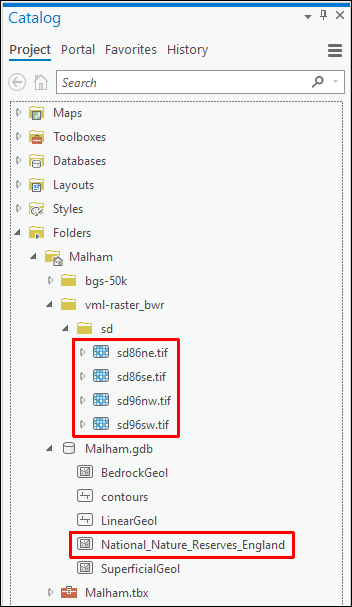 Catalog
Project Portal Favorites History
Search
Maps
Toolboxes
Databases
Layouts
Styles
Folders
Malham
bgs-50k
vml-raster_bwr
sd
sd86ne.tif
sd86se.tif
sd96nw.tif
sd96sw.tif
Malham.gdb
BedrockGeol
contours
LinearGeol
National_Nature_Reserves_England
SuperficialGeol
Malham.tbx